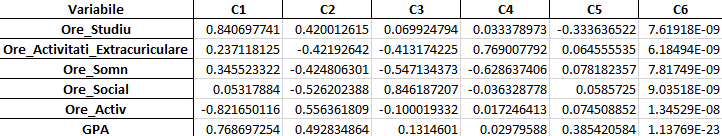 Variabile C1 C2 C3 C4 C5 C6
Ore_Studiu 0.840697741 0.420012615 0.069924794 0.033378973 -0.333636522 7.61918E-09
Ore_Activitati_Extracuriculare 0.237118125 -0.42192642 -0.413174225 0.769007792 0.064555535 6.18494E-09
Ore_Somn 0.345523322 -0.424806301 -0.547134373 -0.628637406 0.078182357 7.81749E-09
Ore_Social 0.05317884 -0.526202388 0.846187207 -0.036328778 0.0585725 9.03518E-09
Ore_Activ -0.821650116 0.556361809 -0.100019332 0.017246413 0.074508852 1.34529E-08
GPA 0.768697254 0.492834864 0.1314601 0.02979588 0.385420584 1.13769E-23